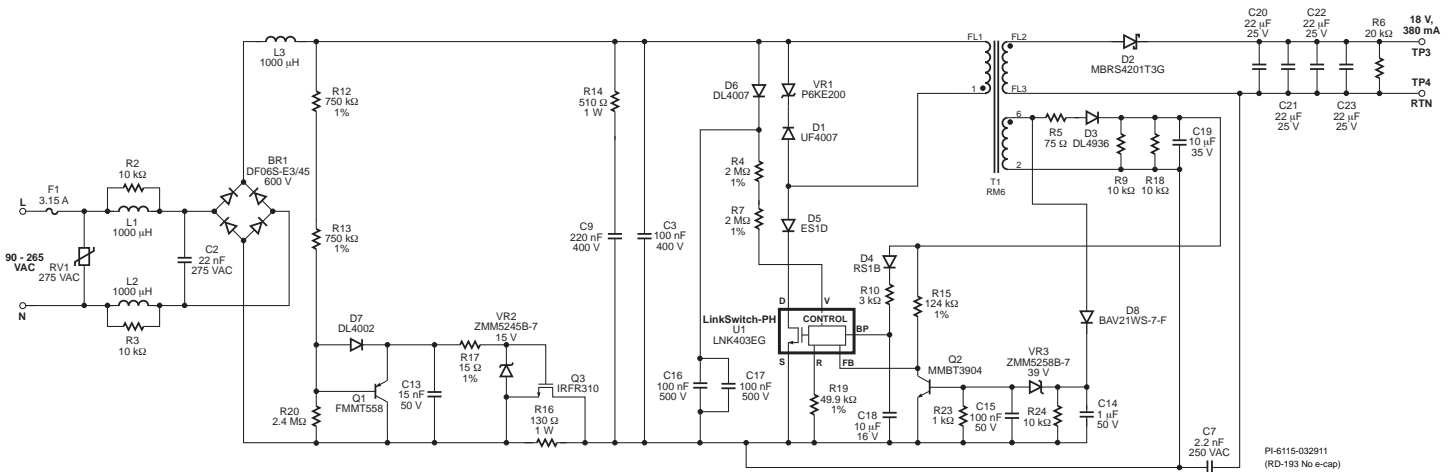 L3
1000 µH
R12
750 kΩ
1%
R14
510 Ω
1 W
D6
DL4007
VR1
P6KE200
D1
UF4007
FL1
1
FL2
FL3
6
2
T1
RM6
D2
MBRS4201T3G
C20
22 µF
25 V
C22
22 µF
25 V
R6
20 kΩ
18 V,
380 mA
TP3
TP4
RTN
C21
22 µF
25 V
C23
22 µF
25 V
R5
75 Ω
D3
DL4936
R9
10 kΩ
R18
10 kΩ
C19
10 µF
35 V
BR1
DF06S-E3/45
600 V
R2
10 kΩ
F1
3.15 A
L
L1
1000 µH
90 - 265
VAC
RV1
275 VAC
C2
22 nF
275 VAC
L2
1000 µH
N
R3
10 kΩ
R13
750 kΩ
1%
C9
220 nF
400 V
C3
100 nF
400 V
R4
2 MΩ
1%
R7
2 MΩ
1%
D5
ES1D
D4
RS1B
R10
3 kΩ
R15
124 kΩ
1%
D8
BAV21WS-7-F
D7
DL4002
VR2
ZMM5245B-7
15 V
R17
15 Ω
1%
Q3
IRFR310
R16
130 Ω
1 W
C13
15 nF
50 V
Q1
FMMT558
R20
2.4 MΩ
LinkSwitch-PH
U1
LNK403EG
D
V
CONTROL
BP
S
R
FB
C16
100 nF
500 V
C17
100 nF
500 V
R19
49.9 kΩ
1%
C18
10 µF
16 V
Q2
MMBT3904
VR3
ZMM5258B-7
39 V
R23
1 kΩ
C15
100 nF
50 V
R24
10 kΩ
C14
1 µF
50 V
C7
2.2 nF
250 VAC
PI-6115-032911
(RD-193 No e-cap)